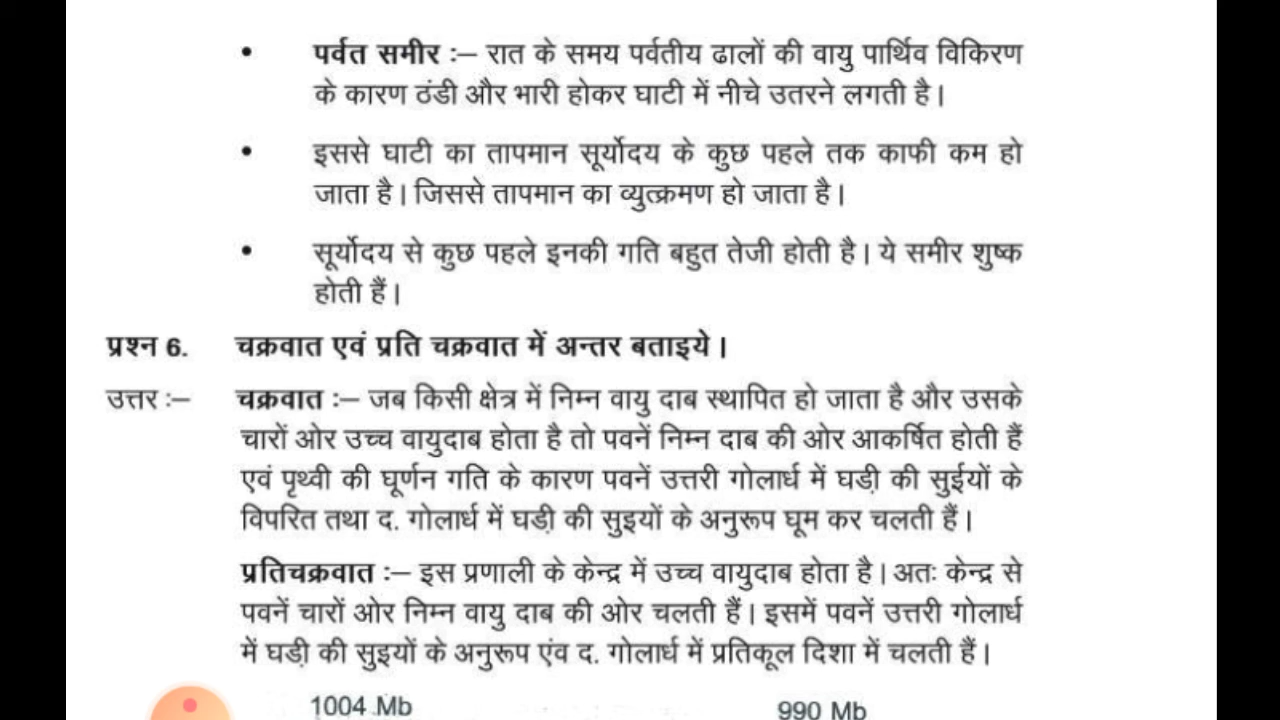 • पर्वत समीर :– रात के समय पर्वतीय ढालों की वायु पार्थिव विकिरण
के कारण ठंडी और भारी होकर घाटी में नीचे उतरने लगती है।
• इससे घाटी का तापमान सूर्योदय के कुछ पहले तक काफी कम हो
जाता है। जिससे तापमान का व्युत्क्रमण हो जाता है।
• सूर्योदय से कुछ पहले इनकी गति बहुत तेजी होती है। ये समीर शुष्क
होती हैं।
प्रश्न 6. चक्रवात एवं प्रति चक्रवात में अन्तर बताइये।
उत्तर :– चक्रवात :– जब किसी क्षेत्र में निम्न वायु दाब स्थापित हो जाता है और उसके
चारों ओर उच्च वायुदाब होता है तो पवनें निम्न दाब की ओर आकर्षित होती हैं
एवं पृथ्वी की घूर्णन गति के कारण पवनें उत्तरी गोलार्ध में घड़ी की सुईयों के
विपरित तथा द. गोलार्ध में घड़ी की सुइयों के अनुरूप घूम कर चलती हैं।
प्रतिचक्रवात :– इस प्रणाली के केन्द्र में उच्च वायुदाब होता है। अतः केन्द्र से
पवनें चारों ओर निम्न वायु दाब की ओर चलती हैं। इसमें पवनें उत्तरी गोलार्ध
में घड़ी की सुइयों के अनुरूप एंव द. गोलार्ध में प्रतिकूल दिशा में चलती हैं।
1004 Mb 990 Mb